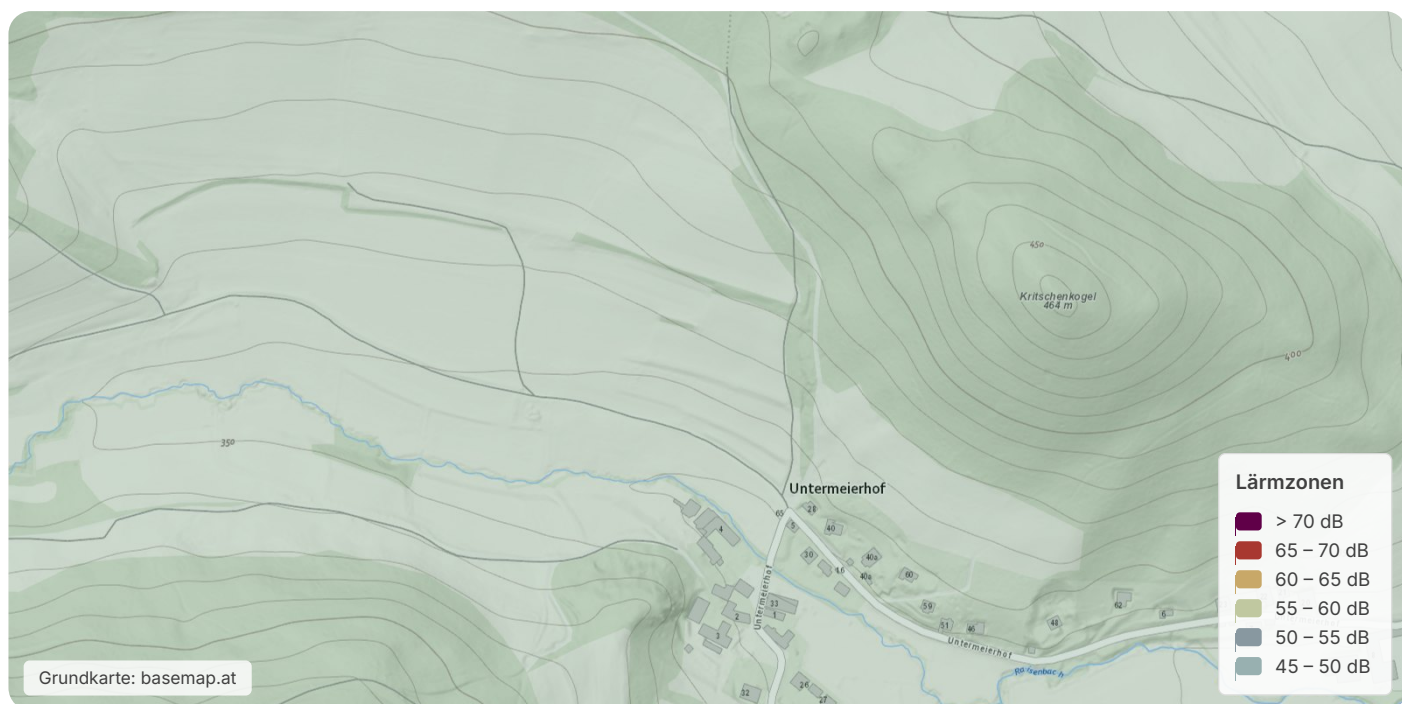 450
Kritschenkogel
464 m
400
350
Untermeierhof
65
28
5
40
4
30
16
40a
40a
60
Untermeierhof
33
1
2
3
59
51
46
48
62
6
Untermeierhof
32
26
27
Lärmzonen
> 70 dB
65 – 70 dB
60 – 65 dB
55 – 60 dB
50 – 55 dB
45 – 50 dB
Grundkarte: basemap.at